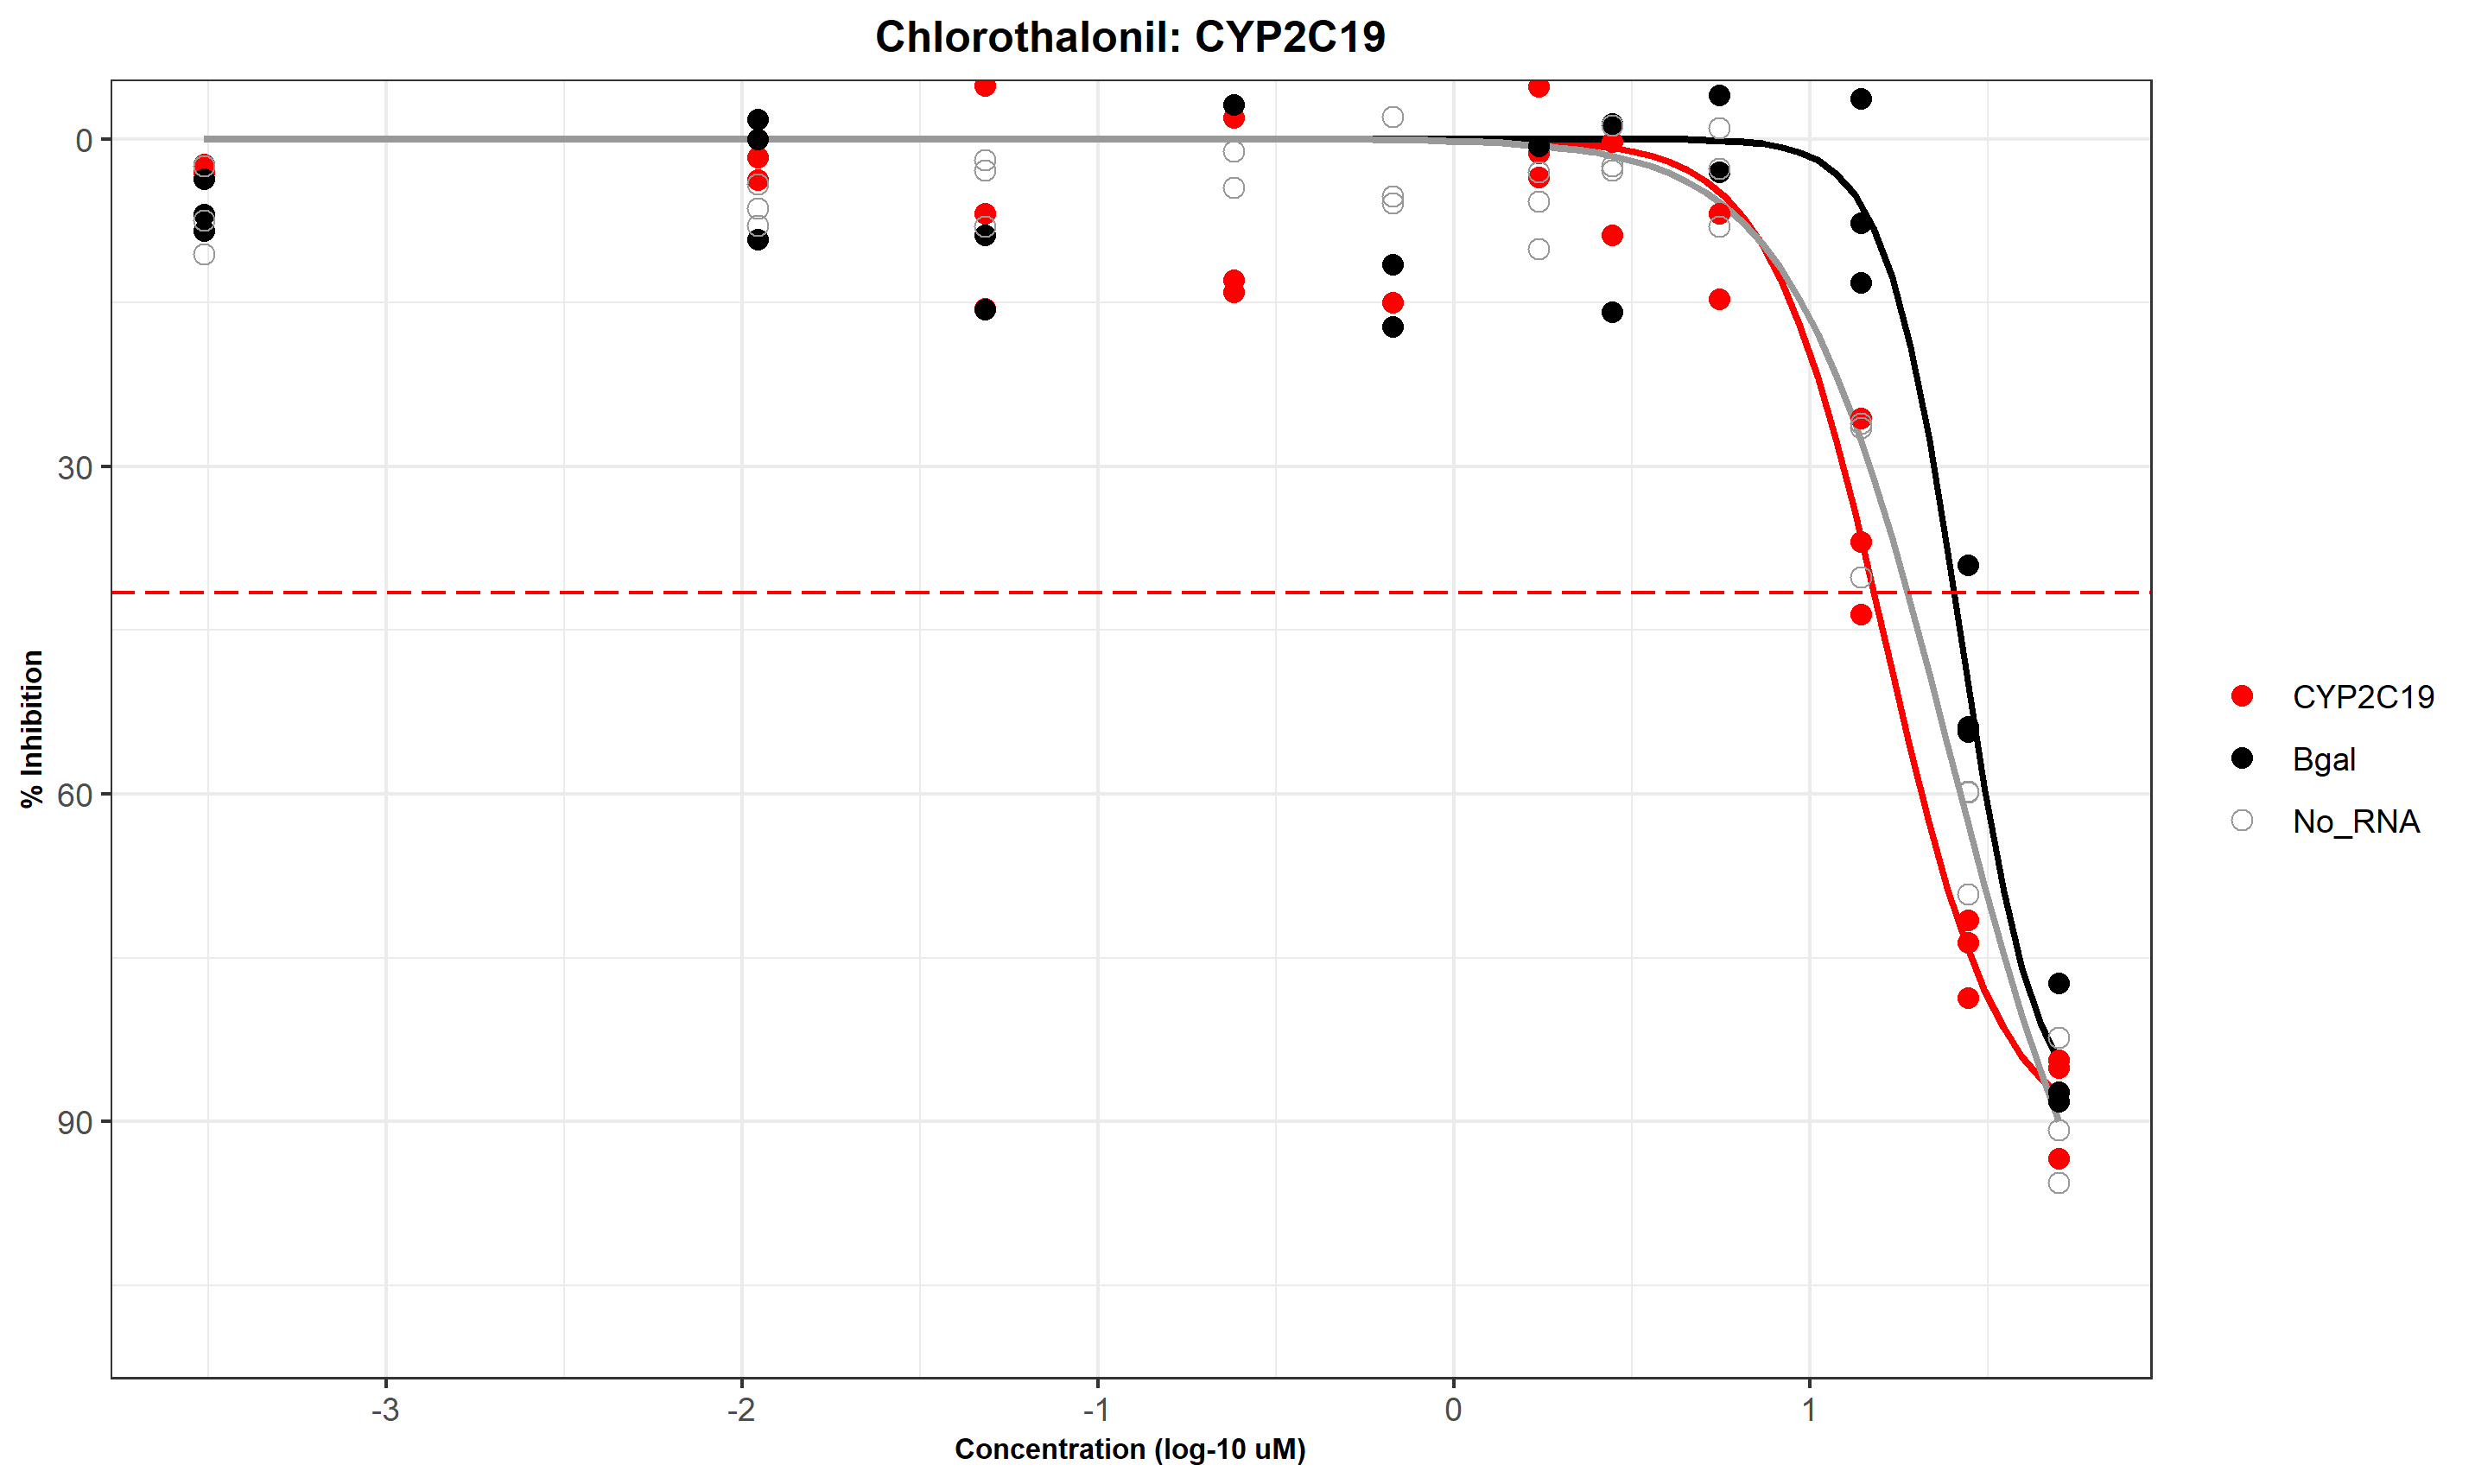 Chlorothalonil: CYP2C19
0
30
60
90
% Inhibition
-3
-2
-1
0
1
Concentration (log-10 uM)
CYP2C19
Bgal
No_RNA